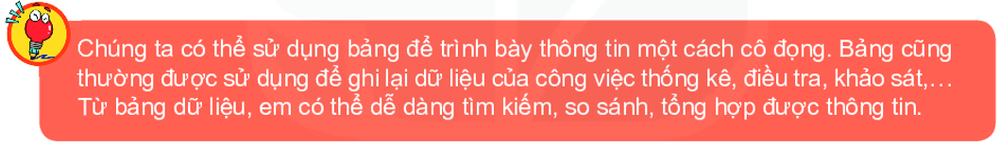 Chúng ta có thể sử dụng bảng để trình bày thông tin một cách cô đọng. Bảng cũng
thường được sử dụng để ghi lại dữ liệu của công việc thống kê, điều tra, khảo sát,...
Từ bảng dữ liệu, em có thể dễ dàng tìm kiếm, so sánh, tổng hợp được thông tin.